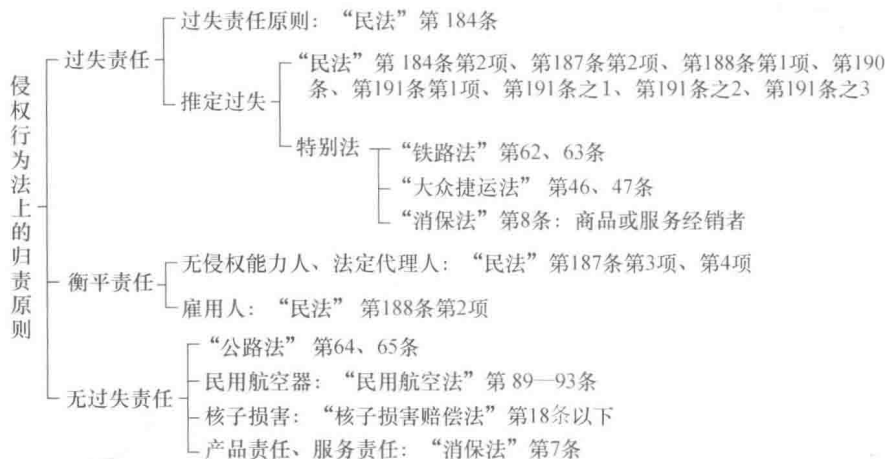 侵权行为法上的归责原则
过失责任
过失责任原则：“民法”第184条
推定过失
“民法”第184条第2项、第187条第2项、第188条第1项、第190
条、第191条第1项、第191条之1、第191条之2、第191条之3
特别法
“铁路法”第62、63条
“大众捷运法”第46、47条
“消保法”第8条：商品或服务经销者
衡平责任
无侵权能力人、法定代理人：“民法”第187条第3项、第4项
雇用人：“民法”第188条第2项
无过失责任
“公路法”第64、65条
民用航空器：“民用航空法”第89—93条
核子损害：“核子损害赔偿法”第18条以下
产品责任、服务责任：“消保法”第7条